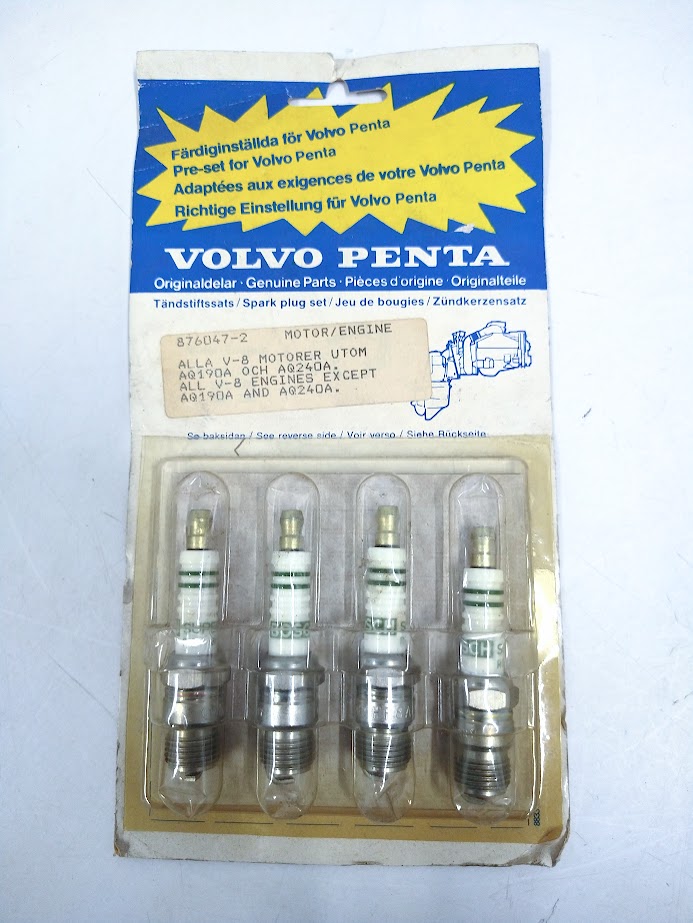 Färdiginställda för Volvo Penta
Pre-set for Volvo Penta
Adaptées aux exigences de votre Volvo Penta
Richtige Einstellung für Volvo Penta
VOLVO PENTA
Originaldelar · Genuine Parts · Pièces d'origine · Originalteile
Tändstiftssats / Spark plug set / Jeu de bougies / Zündkerzensatz
876047-2 MOTOR/ENGINE
ALLA V-8 MOTORER UTOM
AQ190A OCH AQ240A.
ALL V-8 ENGINES EXCEPT
AQ190A AND AQ240A.
Se baksidan / See reverse side / Voir verso / Siehe Rückseite